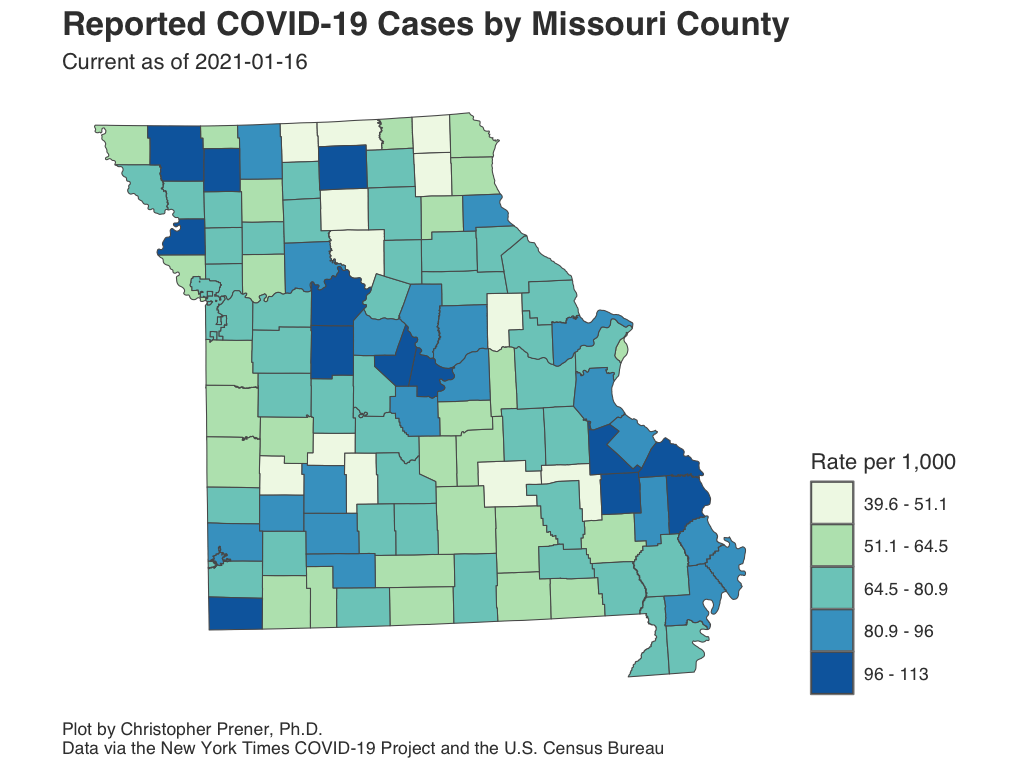 Reported COVID-19 Cases by Missouri County
Current as of 2021-01-16
Rate per 1,000
39.6 - 51.1
51.1 - 64.5
64.5 - 80.9
80.9 - 96
96 - 113
Plot by Christopher Prener, Ph.D.
Data via the New York Times COVID-19 Project and the U.S. Census Bureau